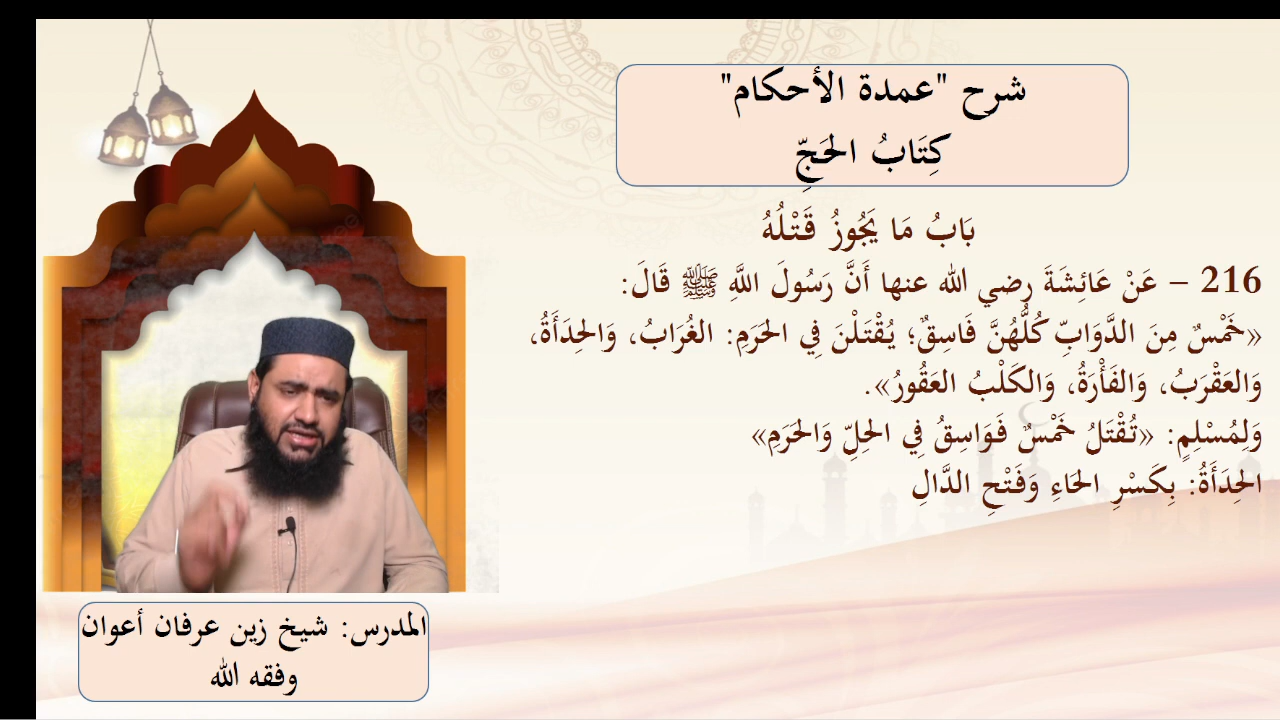 شرح "عمدة الأحكام"
كِتَابُ الحَجِّ
بَابُ مَا يَجُوزُ قَتْلُهُ
216 – عَنْ عَائِشَةَ رضي الله عنها أَنَّ رَسُولَ اللَّهِ ﷺ قَالَ:
«خَمْسٌ مِنَ الدَّوَابِّ كُلُّهُنَّ فَاسِقٌ؛ يُقْتَلْنَ فِي الحَرَمِ: الغُرَابُ، وَالحِدَأَةُ،
وَالعَقْرَبُ، وَالفَأْرَةُ، وَالكَلْبُ العَقُورُ».
وَلِمُسْلِمٍ: «تُقْتَلُ خَمْسٌ فَوَاسِقُ فِي الحِلِّ وَالحَرَمِ»
الحِدَأَةُ: بِكَسْرِ الحَاءِ وَفَتْحِ الدَّالِ
المدرس: شيخ زين عرفان أعوان
وفقه الله